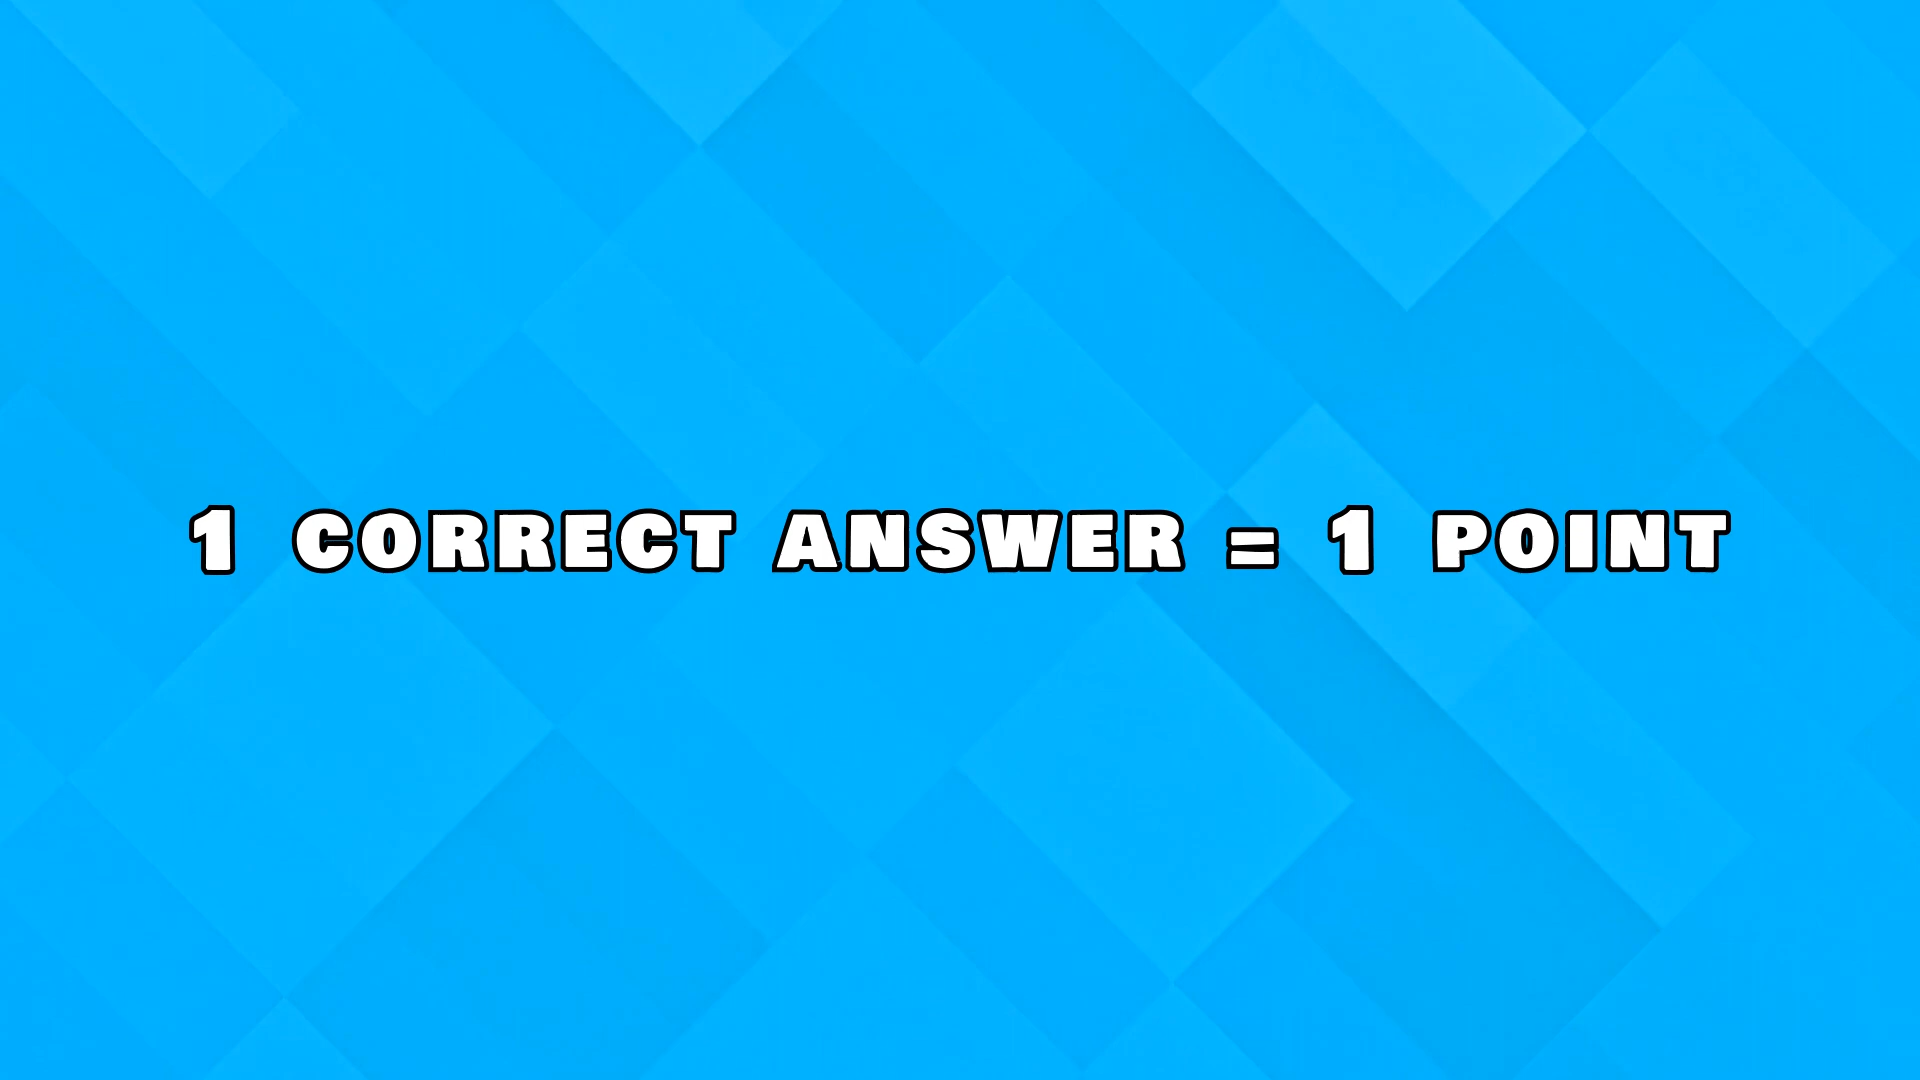 1 CORRECT ANSWER = 1 POINT